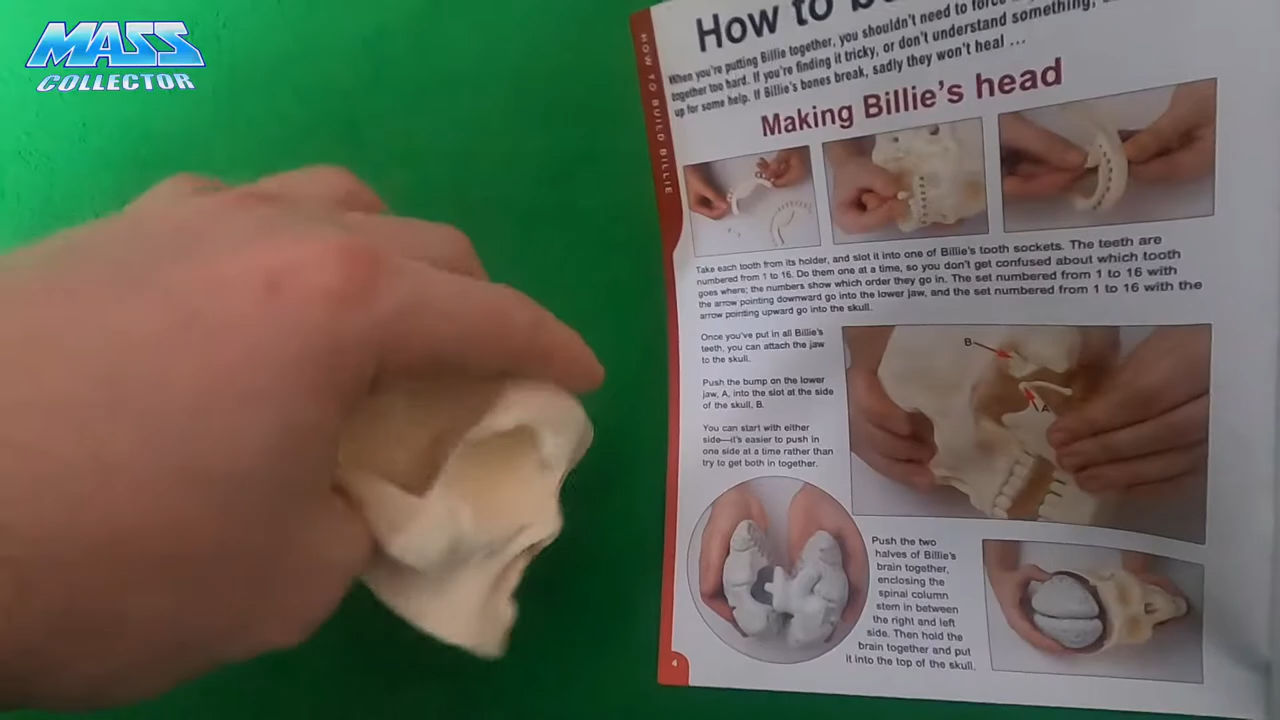 MASS
COLLECTOR
HOW TO BUILD BILLIE
How to
When you're putting Billie together, you shouldn't need to force
together too hard. If you're finding it tricky, or don't understand something,
up for some help. If Billie's bones break, sadly they won't heal ...
Making Billie's head
Take each tooth from its holder, and slot it into one of Billie's tooth sockets. The teeth are
numbered from 1 to 16. Do them one at a time, so you don't get confused about which tooth
goes where; the numbers show which order they go in. The set numbered from 1 to 16 with
the arrow pointing downward go into the lower jaw, and the set numbered from 1 to 16 with the
arrow pointing upward go into the skull.
Once you've put in all Billie's
teeth, you can attach the jaw
to the skull.
Push the bump on the lower
jaw, A, into the slot at the side
of the skull, B.
You can start with either
side—it's easier to push in
one side at a time rather than
try to get both in together.
B
A
Push the two
halves of Billie's
brain together,
enclosing the
spinal column
stem in between
the right and left
side. Then hold the
brain together and put
it into the top of the skull.
4